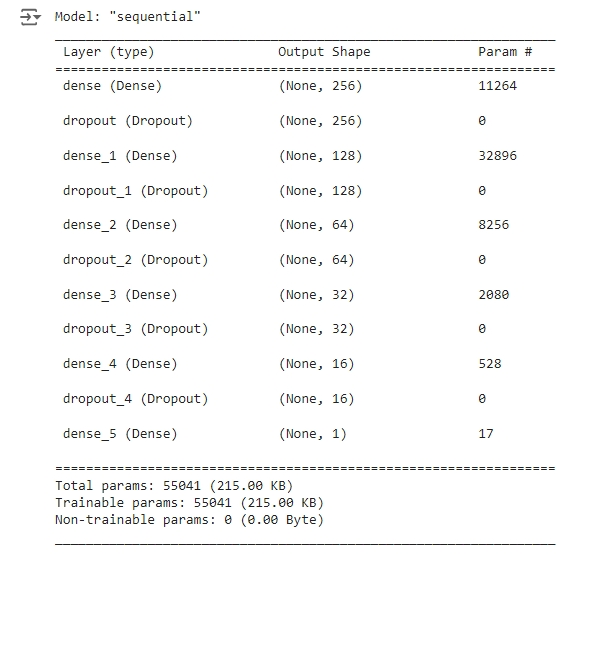 Model: "sequential"
Layer (type) Output Shape Param #
dense (Dense) (None, 256) 11264
dropout (Dropout) (None, 256) 0
dense_1 (Dense) (None, 128) 32896
dropout_1 (Dropout) (None, 128) 0
dense_2 (Dense) (None, 64) 8256
dropout_2 (Dropout) (None, 64) 0
dense_3 (Dense) (None, 32) 2080
dropout_3 (Dropout) (None, 32) 0
dense_4 (Dense) (None, 16) 528
dropout_4 (Dropout) (None, 16) 0
dense_5 (Dense) (None, 1) 17
Total params: 55041 (215.00 KB)
Trainable params: 55041 (215.00 KB)
Non-trainable params: 0 (0.00 Byte)